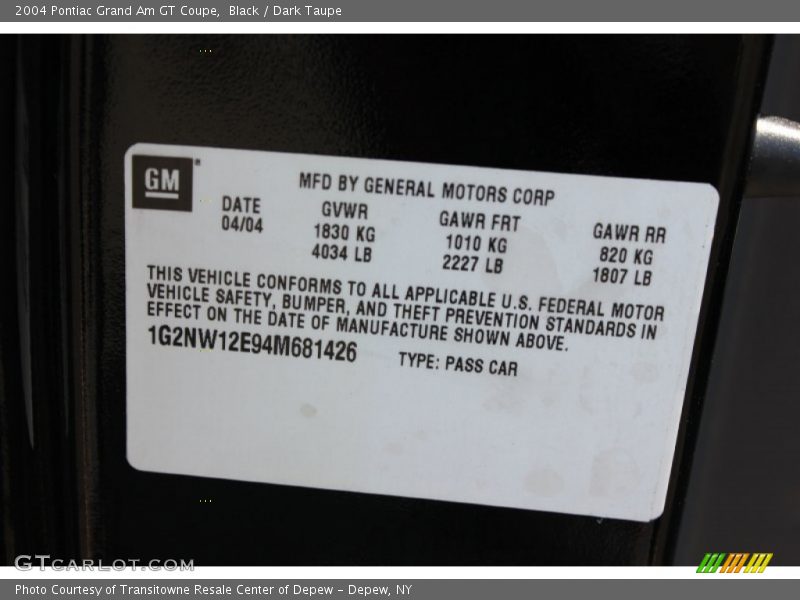 2004 Pontiac Grand Am GT Coupe, Black / Dark Taupe
GM
MFD BY GENERAL MOTORS CORP
DATE GVWR GAWR FRT GAWR RR
04/04 1830 KG 1010 KG 820 KG
4034 LB 2227 LB 1807 LB
THIS VEHICLE CONFORMS TO ALL APPLICABLE U.S. FEDERAL MOTOR
VEHICLE SAFETY, BUMPER, AND THEFT PREVENTION STANDARDS IN
EFFECT ON THE DATE OF MANUFACTURE SHOWN ABOVE.
1G2NW12E94M681426 TYPE: PASS CAR
GTCARLOT.COM
Photo Courtesy of Transitowne Resale Center of Depew – Depew, NY